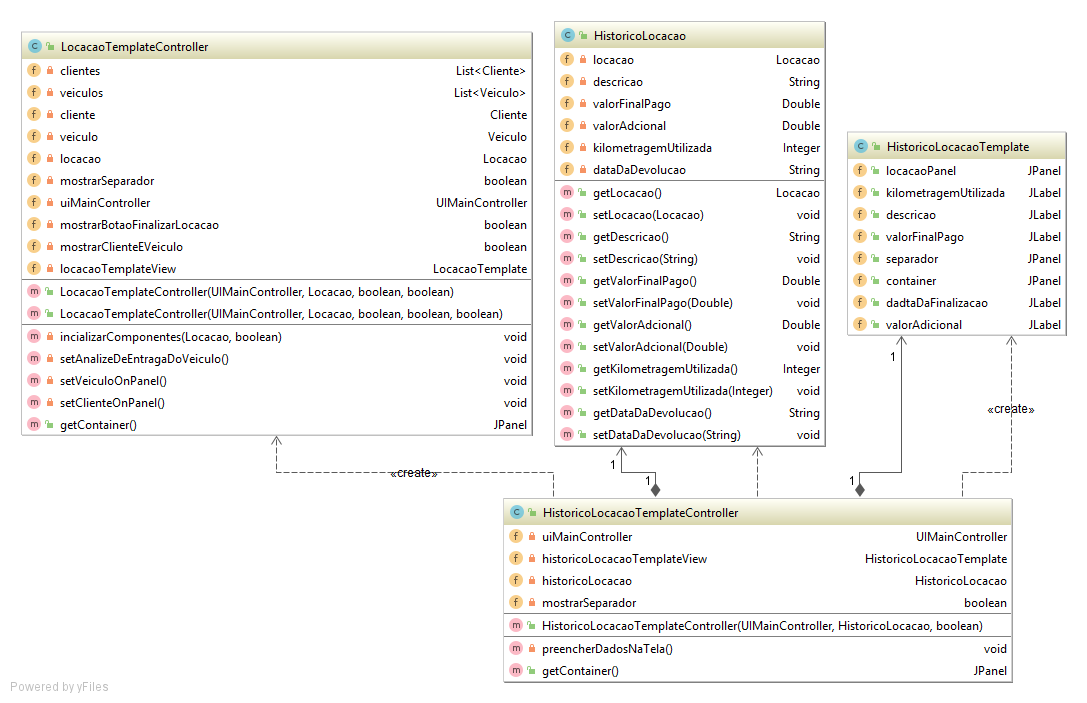 LocacaoTemplateController
clientes List<Cliente>
veiculos List<Veiculo>
cliente Cliente
veiculo Veiculo
locacao Locacao
mostrarSeparador boolean
uiMainController UIMainController
mostrarBotaoFinalizarLocacao boolean
mostrarClienteEVeiculo boolean
locacaoTemplateView LocacaoTemplate
LocacaoTemplateController(UIMainController, Locacao, boolean, boolean)
LocacaoTemplateController(UIMainController, Locacao, boolean, boolean, boolean)
incializarComponentes(Locacao, boolean) void
setAnalizeDeEntragaDoVeiculo() void
setVeiculoOnPanel() void
setClienteOnPanel() void
getContainer() JPanel
HistoricoLocacao
locacao Locacao
descricao String
valorFinalPago Double
valorAdcional Double
kilometragemUtilizada Integer
dataDaDevolucao String
getLocacao() Locacao
setLocacao(Locacao) void
getDescricao() String
setDescricao(String) void
getValorFinalPago() Double
setValorFinalPago(Double) void
getValorAdcional() Double
setValorAdcional(Double) void
getKilometragemUtilizada() Integer
setKilometragemUtilizada(Integer) void
getDataDaDevolucao() String
setDataDaDevolucao(String) void
HistoricoLocacaoTemplate
locacaoPanel JPanel
kilometragemUtilizada JLabel
descricao JLabel
valorFinalPago JLabel
separador JPanel
container JPanel
dadtaDaFinalizacao JLabel
valorAdicional JLabel
1
«create»
1
«create»
1
1
HistoricoLocacaoTemplateController
uiMainController UIMainController
historicoLocacaoTemplateView HistoricoLocacaoTemplate
historicoLocacao HistoricoLocacao
mostrarSeparador boolean
HistoricoLocacaoTemplateController(UIMainController, HistoricoLocacao, boolean)
preencherDadosNaTela() void
getContainer() JPanel
Powered by yFiles